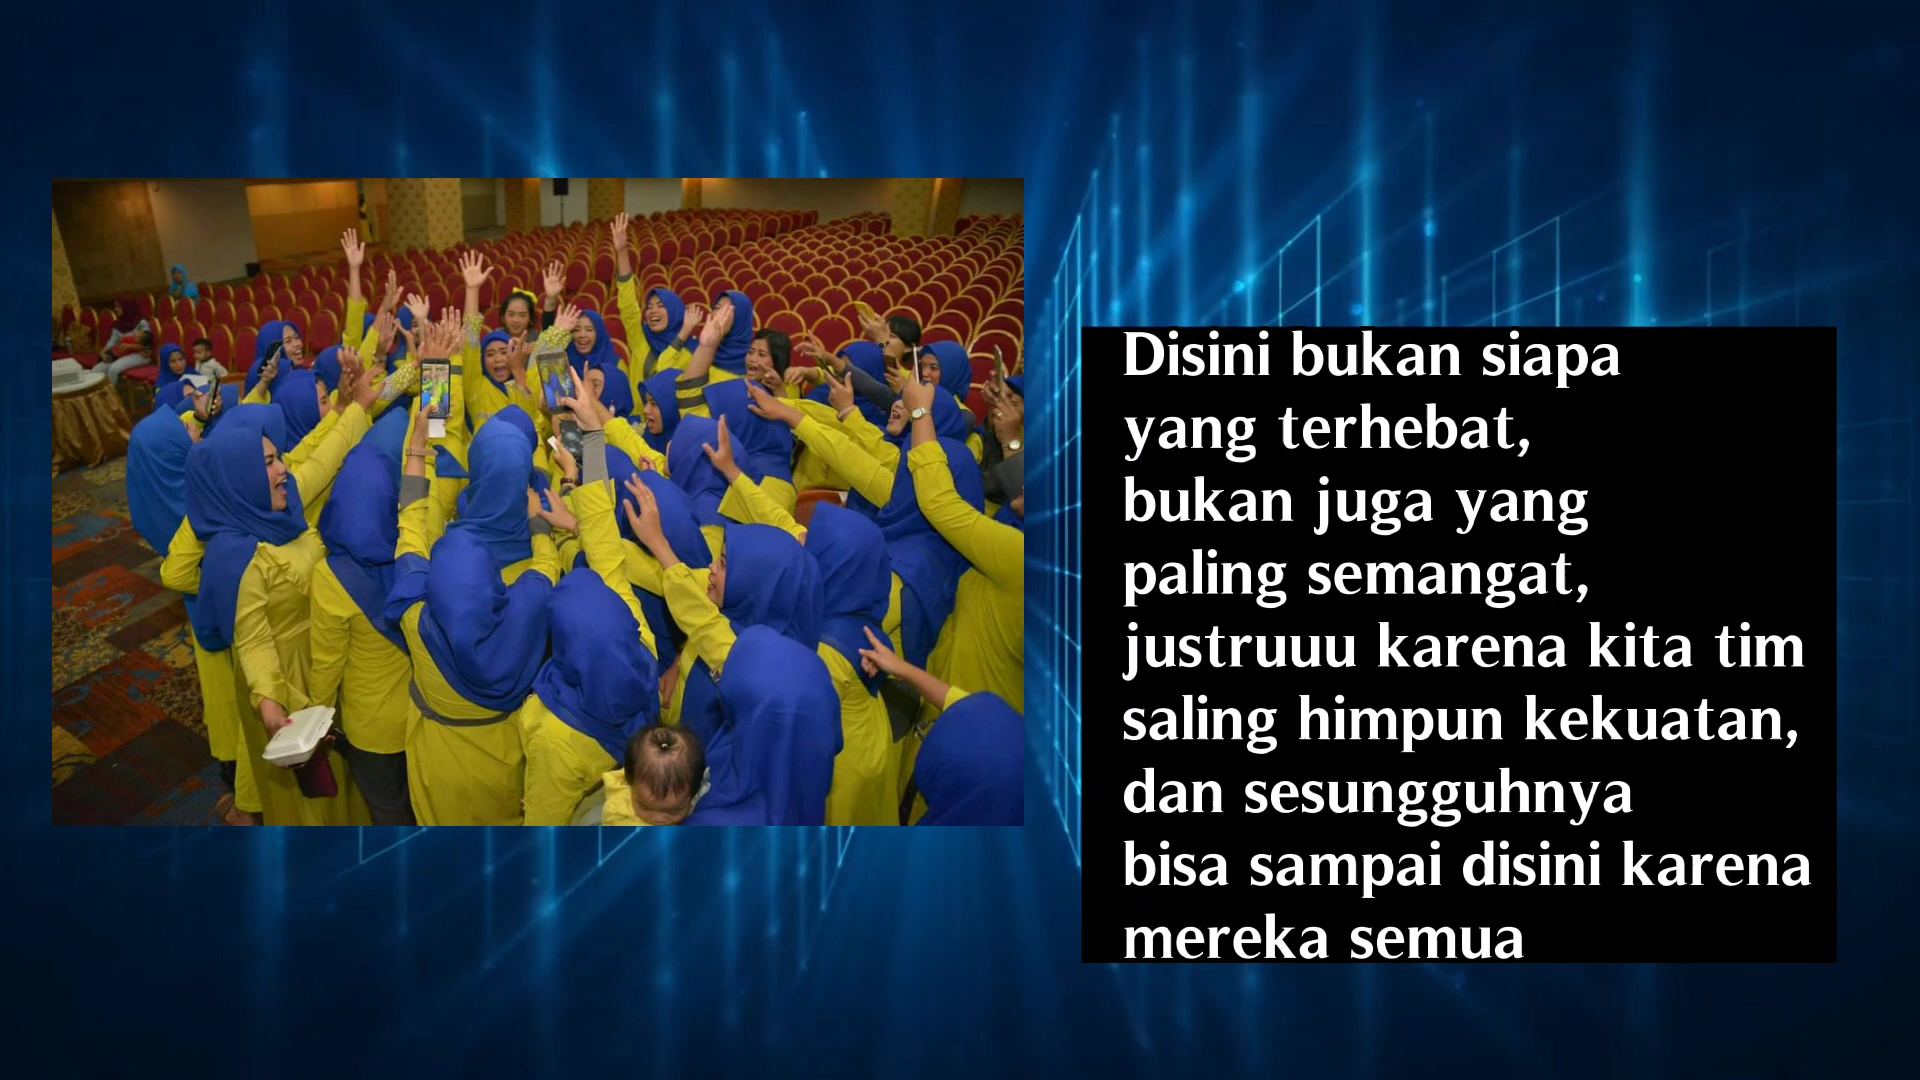 Disini bukan siapa
yang terhebat,
bukan juga yang
paling semangat,
justruuu karena kita tim
saling himpun kekuatan,
dan sesungguhnya
bisa sampai disini karena
mereka semua